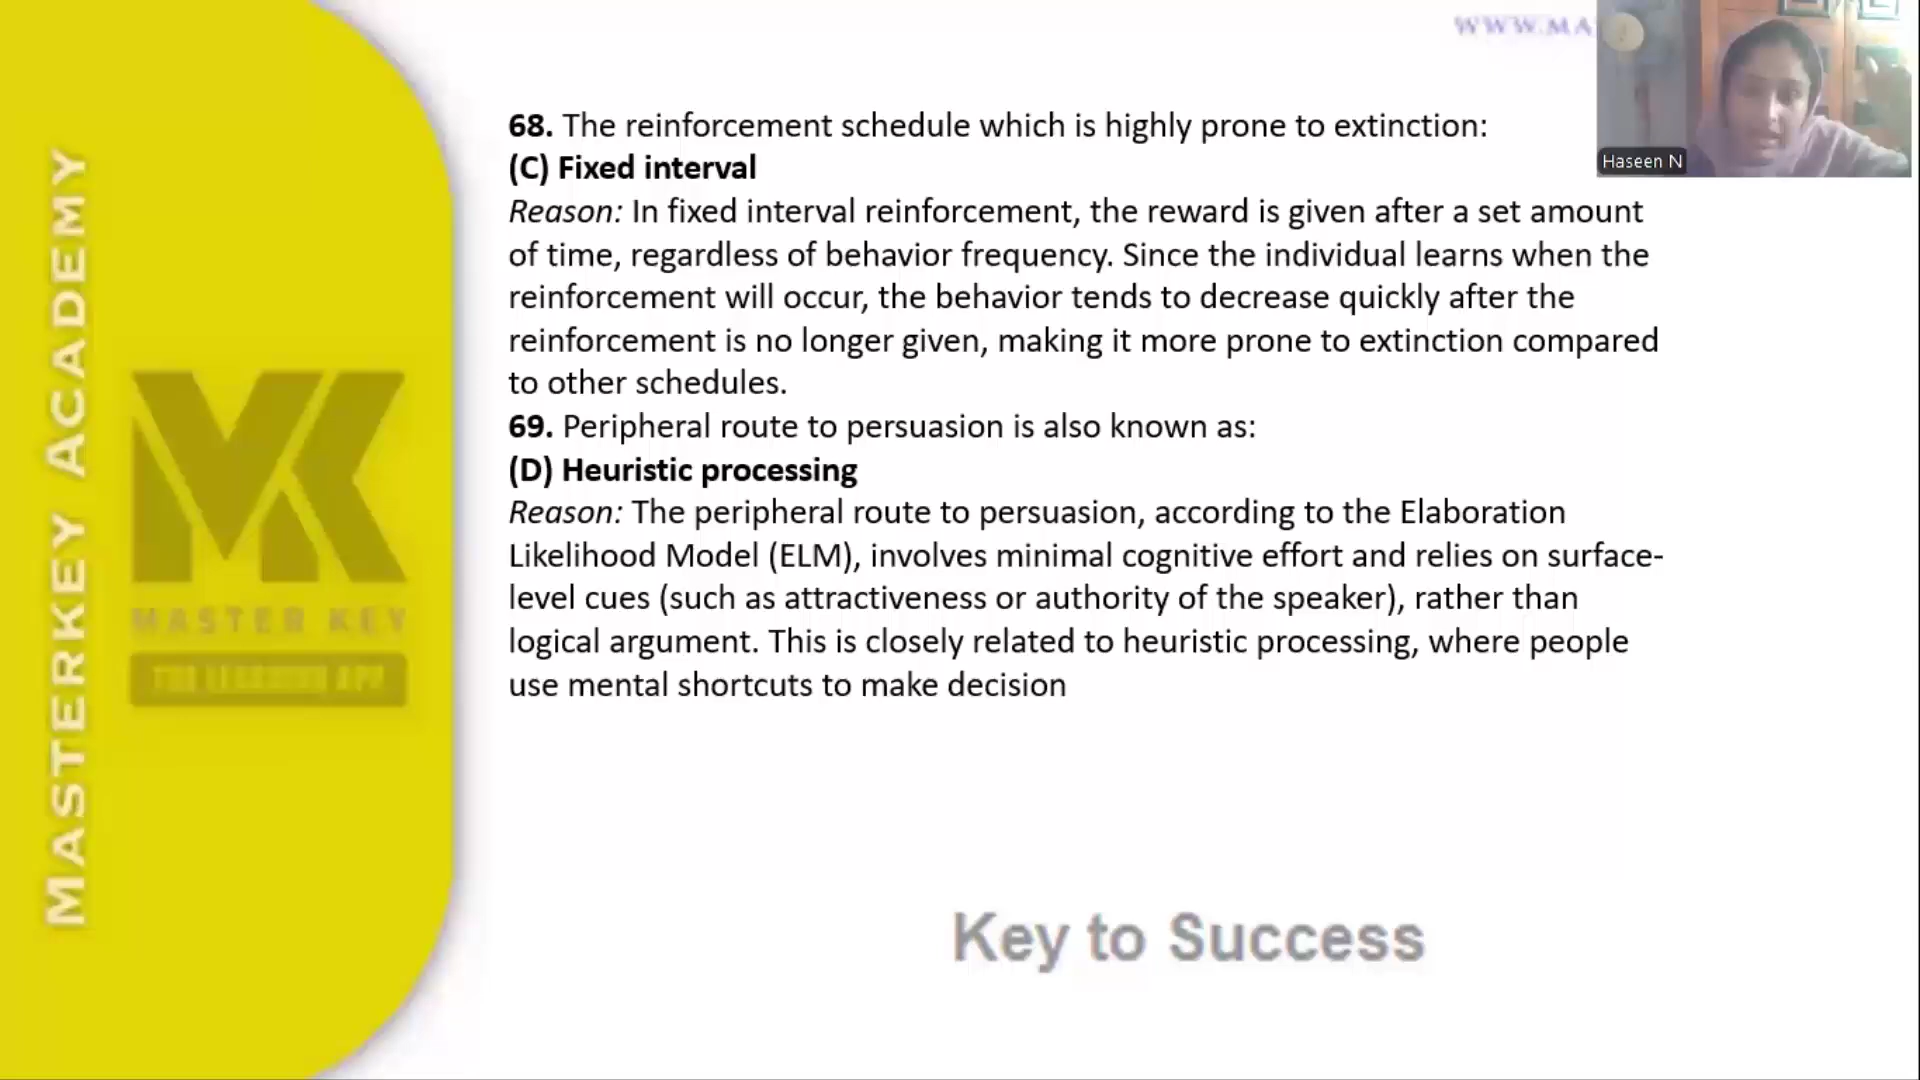 WWW.MA
Haseen N
68. The reinforcement schedule which is highly prone to extinction:
(C) Fixed interval
Reason: In fixed interval reinforcement, the reward is given after a set amount
of time, regardless of behavior frequency. Since the individual learns when the
reinforcement will occur, the behavior tends to decrease quickly after the
reinforcement is no longer given, making it more prone to extinction compared
to other schedules.
69. Peripheral route to persuasion is also known as:
(D) Heuristic processing
Reason: The peripheral route to persuasion, according to the Elaboration
Likelihood Model (ELM), involves minimal cognitive effort and relies on surface-
level cues (such as attractiveness or authority of the speaker), rather than
logical argument. This is closely related to heuristic processing, where people
use mental shortcuts to make decision
MASTERKEY ACADEMY
MK
MASTER KEY
THE LEARNING APP
Key to Success